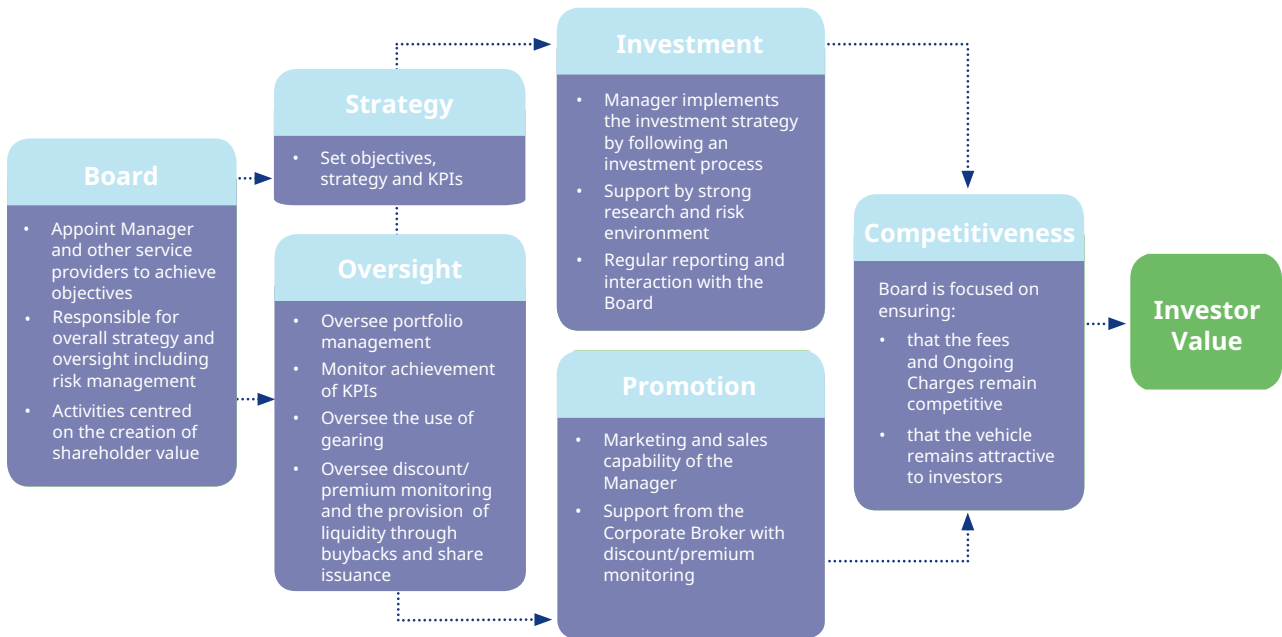 Board
• Appoint Manager
and other service
providers to achieve
objectives
• Responsible for
overall strategy and
oversight including
risk management
• Activities centred
on the creation of
shareholder value
Strategy
• Set objectives,
strategy and KPIs
Oversight
• Oversee portfolio
management
• Monitor achievement
of KPIs
• Oversee the use of
gearing
• Oversee discount/
premium monitoring
and the provision of
liquidity through
buybacks and share
issuance
Investment
• Manager implements
the investment strategy
by following an
investment process
• Support by strong
research and risk
environment
• Regular reporting and
interaction with the
Board
Promotion
• Marketing and sales
capability of the
Manager
• Support from the
Corporate Broker with
discount/premium
monitoring
Competitiveness
Board is focused on
ensuring:
• that the fees
and Ongoing
Charges remain
competitive
• that the vehicle
remains attractive
to investors
Investor
Value